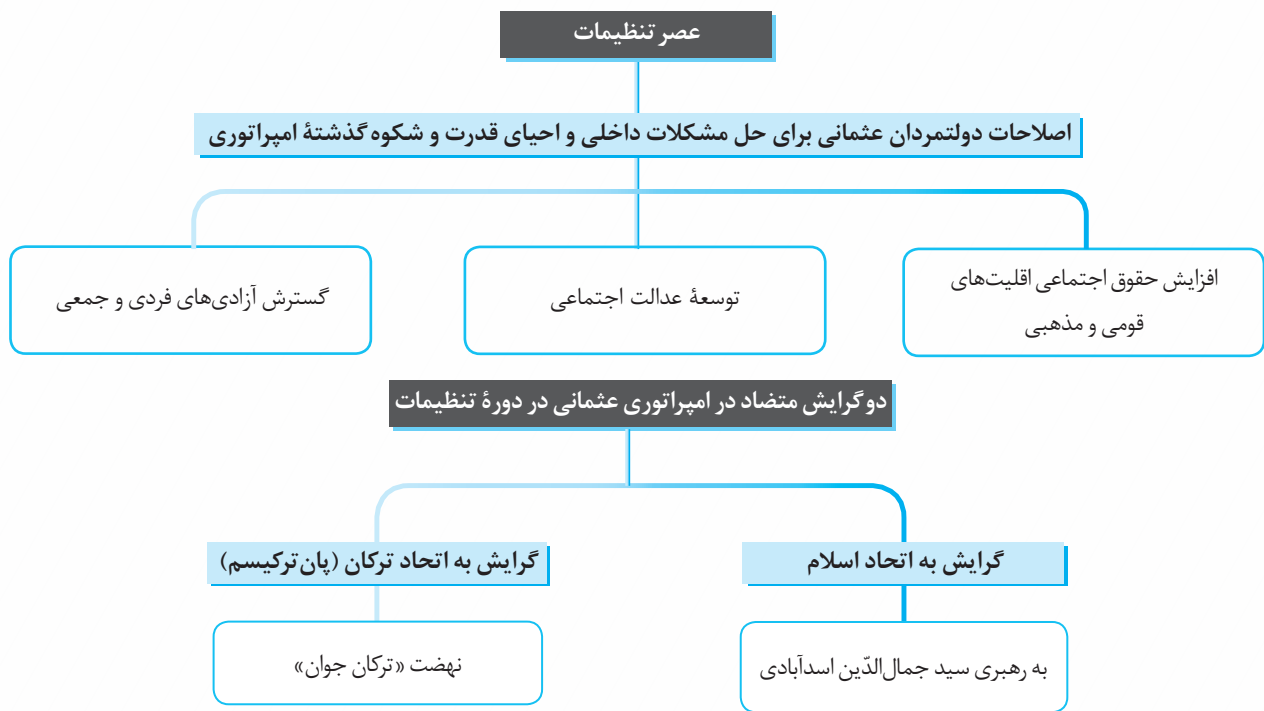 عصر تنظیمات
اصلاحات دولتمردان عثمانی برای حل مشکلات داخلی و احیای قدرت و شکوه گذشتهٔ امپراتوری
افزایش حقوق اجتماعی اقلیت‌های
قومی و مذهبی
توسعهٔ عدالت اجتماعی
گسترش آزادی‌های فردی و جمعی
دو گرایش متضاد در امپراتوری عثمانی در دورهٔ تنظیمات
گرایش به اتحاد اسلام
گرایش به اتحاد ترکان (پان‌ترکیسم)
به رهبری سید جمال‌الدّین اسدآبادی
نهضت «ترکان جوان»